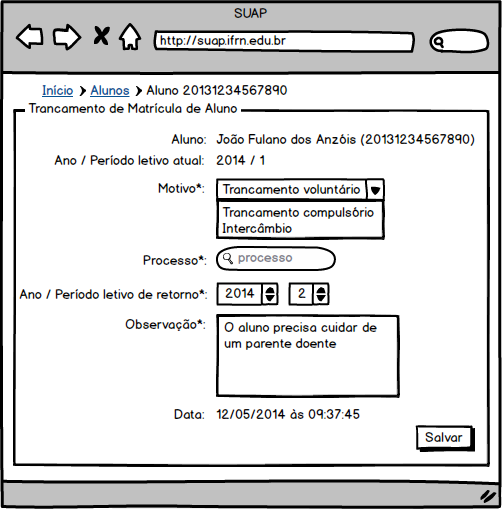 SUAP
http://suap.ifrn.edu.br
Início > Alunos > Aluno 20131234567890
Trancamento de Matrícula de Aluno
Aluno: João Fulano dos Anzóis (20131234567890)
Ano / Período letivo atual: 2014 / 1
Motivo*: Trancamento voluntário
Trancamento compulsório
Intercâmbio
Processo*: processo
Ano / Período letivo de retorno*: 2014 2
Observação*: O aluno precisa cuidar de
um parente doente
Data: 12/05/2014 às 09:37:45
Salvar